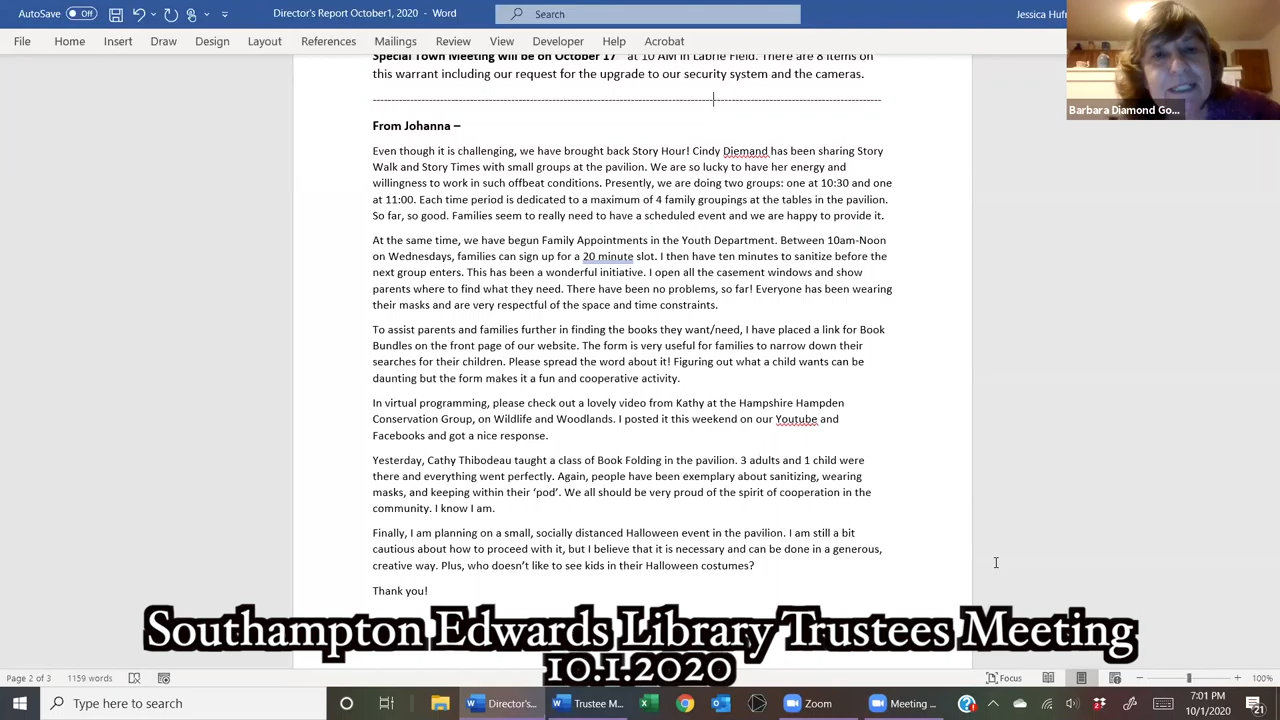 AutoSave Off Director's Report October1, 2020 - Word Search Jessica Huf
File Home Insert Draw Design Layout References Mailings Review View Developer Help Acrobat
Special Town Meeting will be on October 17 at 10 AM in Labrie Field. There are 8 items on
this warrant including our request for the upgrade to our security system and the cameras.
Barbara Diamond Go...
From Johanna –
Even though it is challenging, we have brought back Story Hour! Cindy Diemand has been sharing Story
Walk and Story Times with small groups at the pavilion. We are so lucky to have her energy and
willingness to work in such offbeat conditions. Presently, we are doing two groups: one at 10:30 and one
at 11:00. Each time period is dedicated to a maximum of 4 family groupings at the tables in the pavilion.
So far, so good. Families seem to really need to have a scheduled event and we are happy to provide it.
At the same time, we have begun Family Appointments in the Youth Department. Between 10am-Noon
on Wednesdays, families can sign up for a 20 minute slot. I then have ten minutes to sanitize before the
next group enters. This has been a wonderful initiative. I open all the casement windows and show
parents where to find what they need. There have been no problems, so far! Everyone has been wearing
their masks and are very respectful of the space and time constraints.
To assist parents and families further in finding the books they want/need, I have placed a link for Book
Bundles on the front page of our website. The form is very useful for families to narrow down their
searches for their children. Please spread the word about it! Figuring out what a child wants can be
daunting but the form makes it a fun and cooperative activity.
In virtual programming, please check out a lovely video from Kathy at the Hampshire Hampden
Conservation Group, on Wildlife and Woodlands. I posted it this weekend on our Youtube and
Facebooks and got a nice response.
Yesterday, Cathy Thibodeau taught a class of Book Folding in the pavilion. 3 adults and 1 child were
there and everything went perfectly. Again, people have been exemplary about sanitizing, wearing
masks, and keeping within their 'pod'. We all should be very proud of the spirit of cooperation in the
community. I know I am.
Finally, I am planning on a small, socially distanced Halloween event in the pavilion. I am still a bit
cautious about how to proceed with it, but I believe that it is necessary and can be done in a generous,
creative way. Plus, who doesn't like to see kids in their Halloween costumes?
Thank you!
Southampton Edwards Library Trustees Meeting
10.1.2020
Page 2 of 3 1159 words Focus 100%
Type here to search Director's... Trustee M... Zoom Meeting ... 7:01 PM
10/1/2020 21